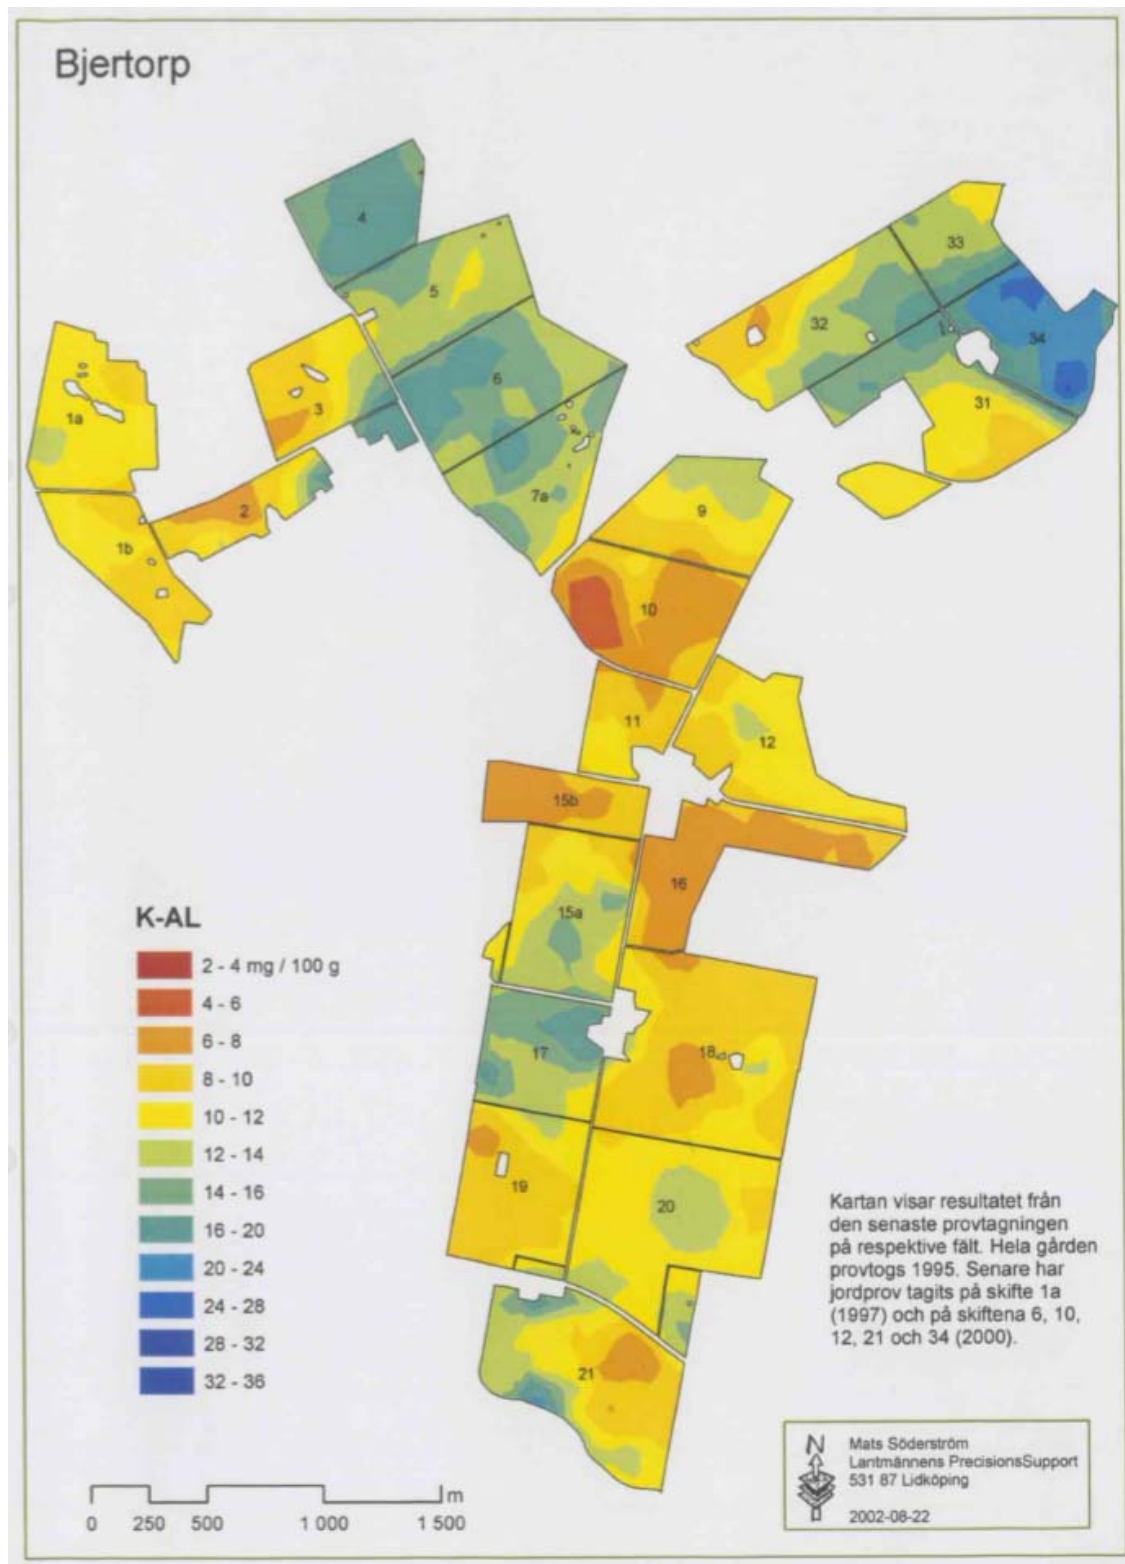 Bjertorp
4
33
5
32
34
6
3
1a
31
7a
2
9
1b
10
11
12
15b
16
15a
17
18
19
20
21
K-AL
2 - 4 mg / 100 g
4 - 6
6 - 8
8 - 10
10 - 12
12 - 14
14 - 16
16 - 20
20 - 24
24 - 28
28 - 32
32 - 36
Kartan visar resultatet från
den senaste provtagningen
på respektive fält. Hela gården
provtogs 1995. Senare har
jordprov tagits på skifte 1a
(1997) och på skiftena 6, 10,
12, 21 och 34 (2000).
m
0 250 500 1 000 1 500
N
Mats Söderström
Lantmännens PrecisionsSupport
531 87 Lidköping
2002-08-22